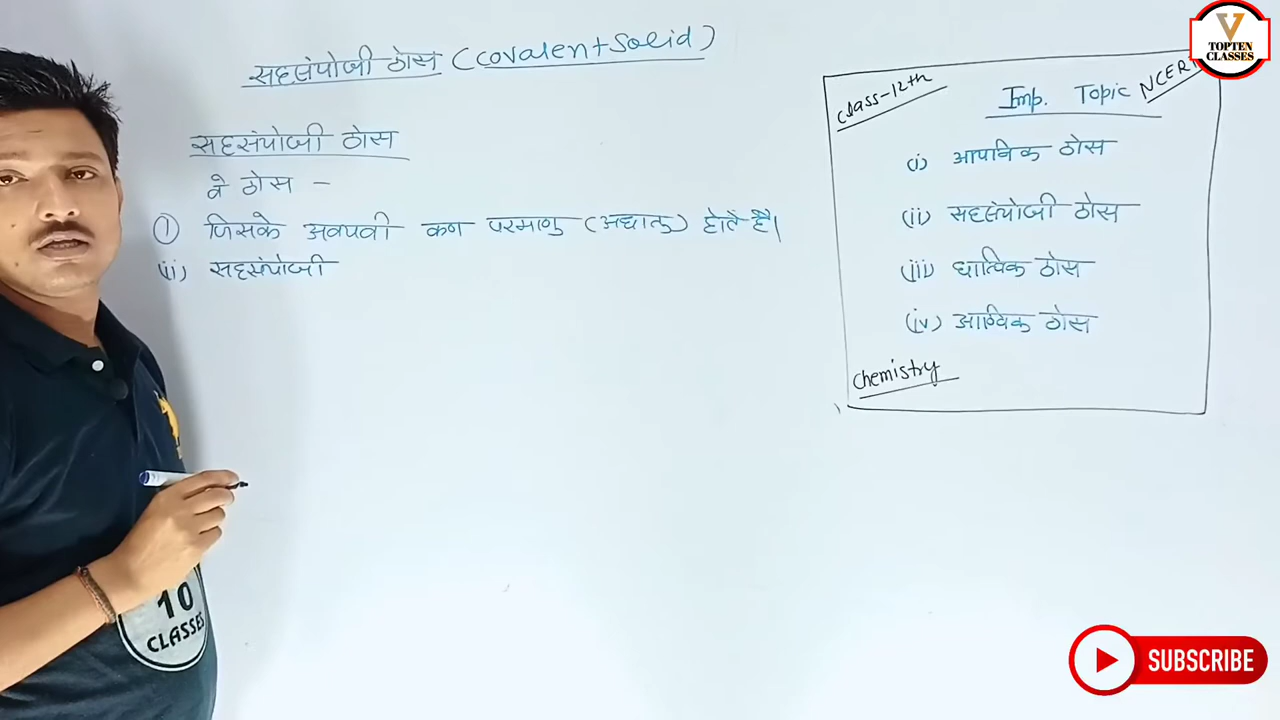 सहसंयोजी ठोस (Covalent Solid)
सहसंयोजी ठोस
वे ठोस -
① जिसके अवयवी कण परमाणु (अधातु) होते है।
(ii) सहसंयोजी
Class-12th
Imp. Topic
NCERT
(i) आयनिक ठोस
(ii) सहसंयोजी ठोस
(iii) धात्विक ठोस
(iv) आण्विक ठोस
Chemistry
V
TOPTEN
CLASSES
10
CLASSES
SUBSCRIBE